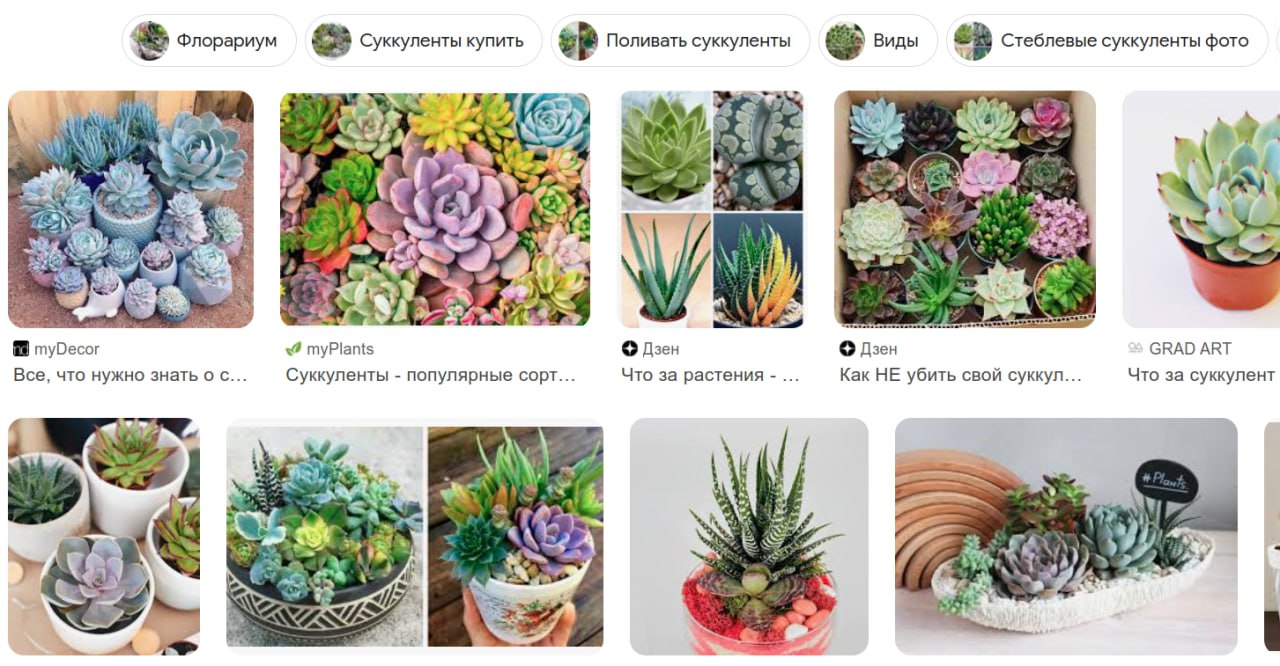 Флорариум
Суккуленты купить
Поливать суккуленты
Виды
Стеблевые суккуленты фото
myDecor
Все, что нужно знать о с...
myPlants
Суккуленты - популярные сорт...
Дзен
Что за растения - ...
Дзен
Как НЕ убить свой суккул...
GRAD ART
Что за суккулент
#Plants.